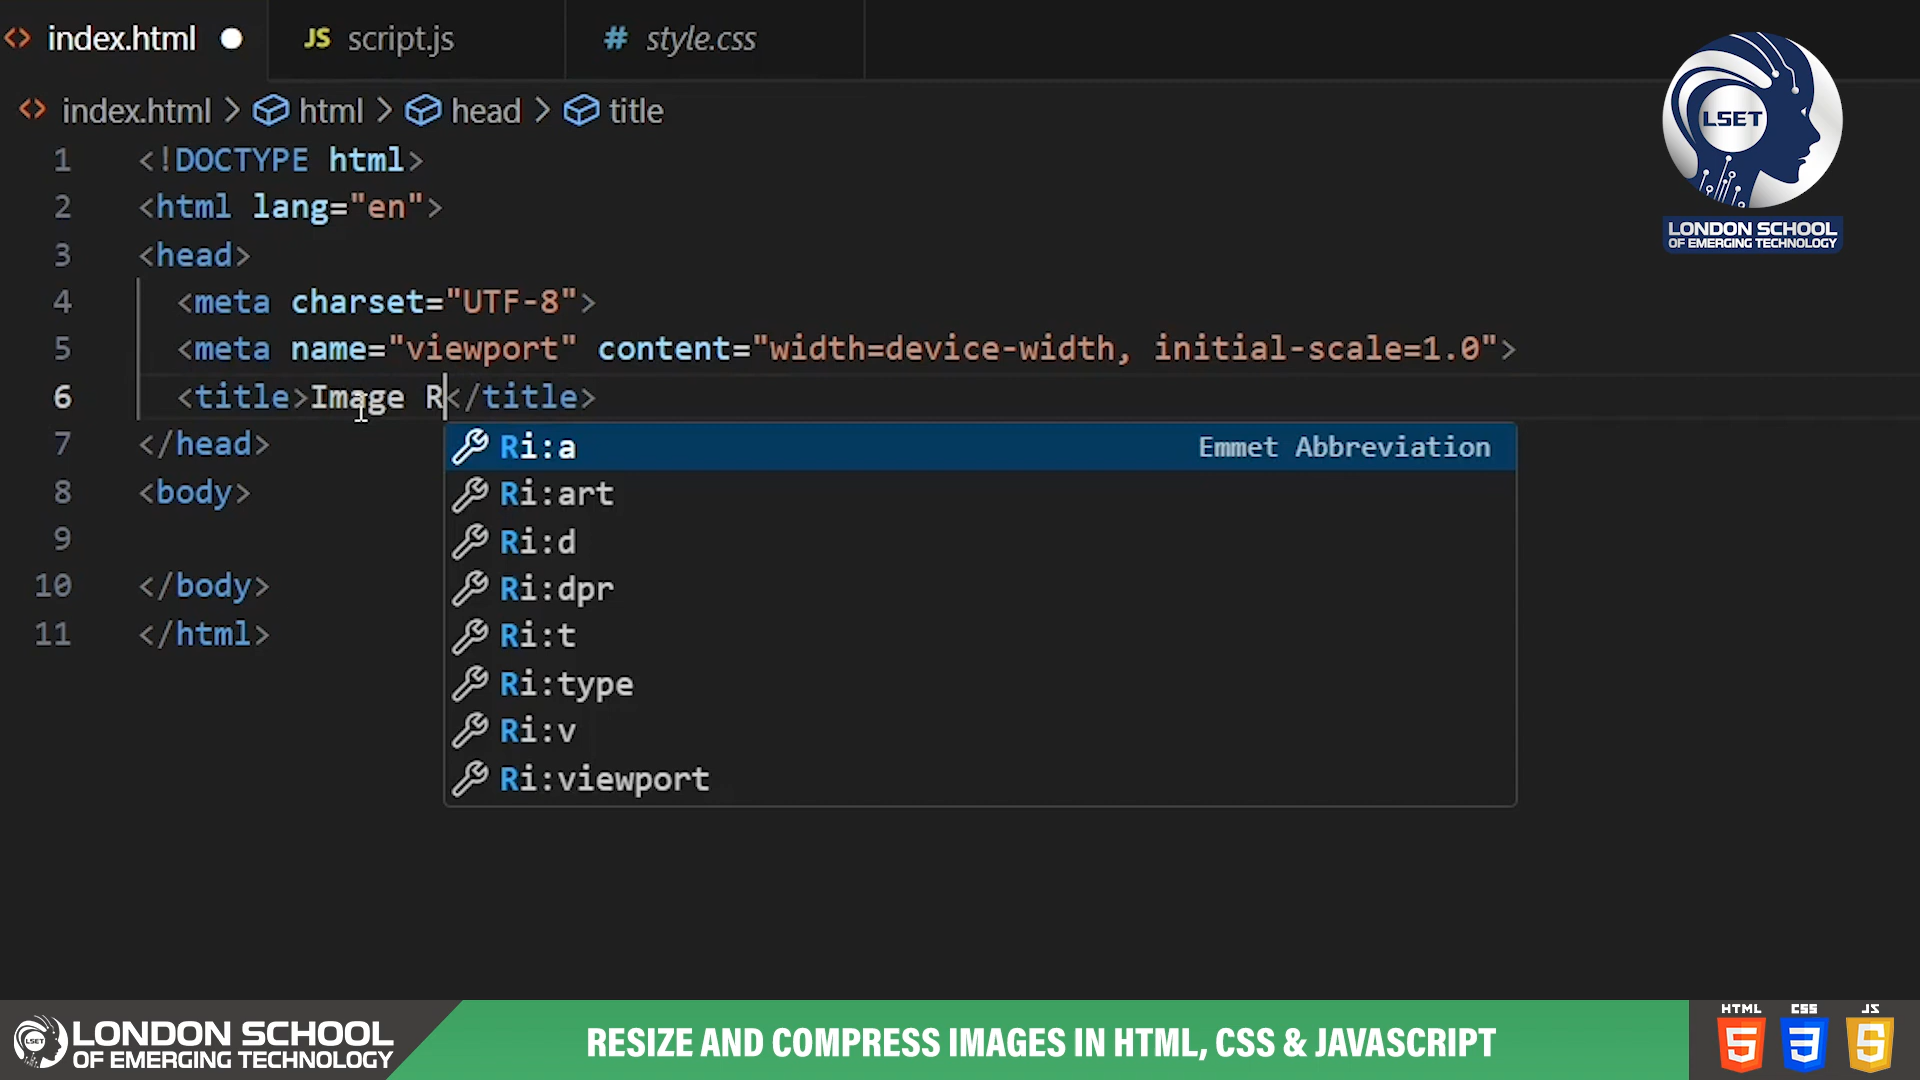 index.html JS script.js # style.css
index.html > html > head > title
1 <!DOCTYPE html>
2 <html lang="en">
3 <head>
4 <meta charset="UTF-8">
5 <meta name="viewport" content="width=device-width, initial-scale=1.0">
6 <title>Image R</title>
7 </head>
8 <body>
9
10 </body>
11 </html>
Ri:a Emmet Abbreviation
Ri:art
Ri:d
Ri:dpr
Ri:t
Ri:type
Ri:v
Ri:viewport
LSET
LONDON SCHOOL
OF EMERGING TECHNOLOGY
LSET
LONDON SCHOOL
OF EMERGING TECHNOLOGY
RESIZE AND COMPRESS IMAGES IN HTML, CSS & JAVASCRIPT
HTML CSS JS
5 3 5